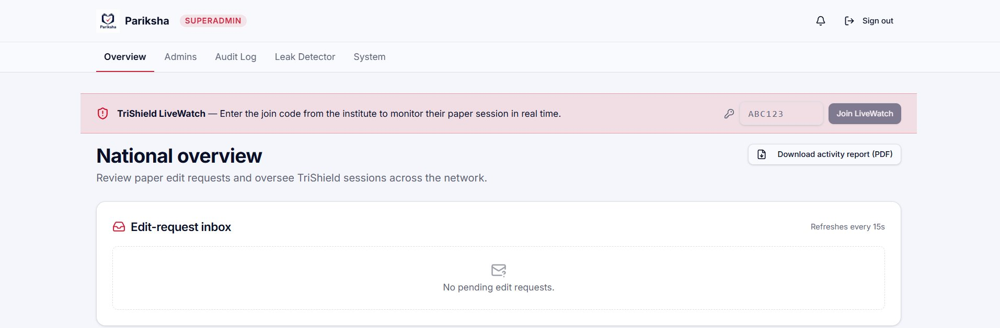 Pariksha
Pariksha
SUPERADMIN
Sign out
Overview
Admins
Audit Log
Leak Detector
System
TriShield LiveWatch — Enter the join code from the institute to monitor their paper session in real time.
ABC123
Join LiveWatch
National overview
Download activity report (PDF)
Review paper edit requests and oversee TriShield sessions across the network.
Edit-request inbox
Refreshes every 15s
No pending edit requests.